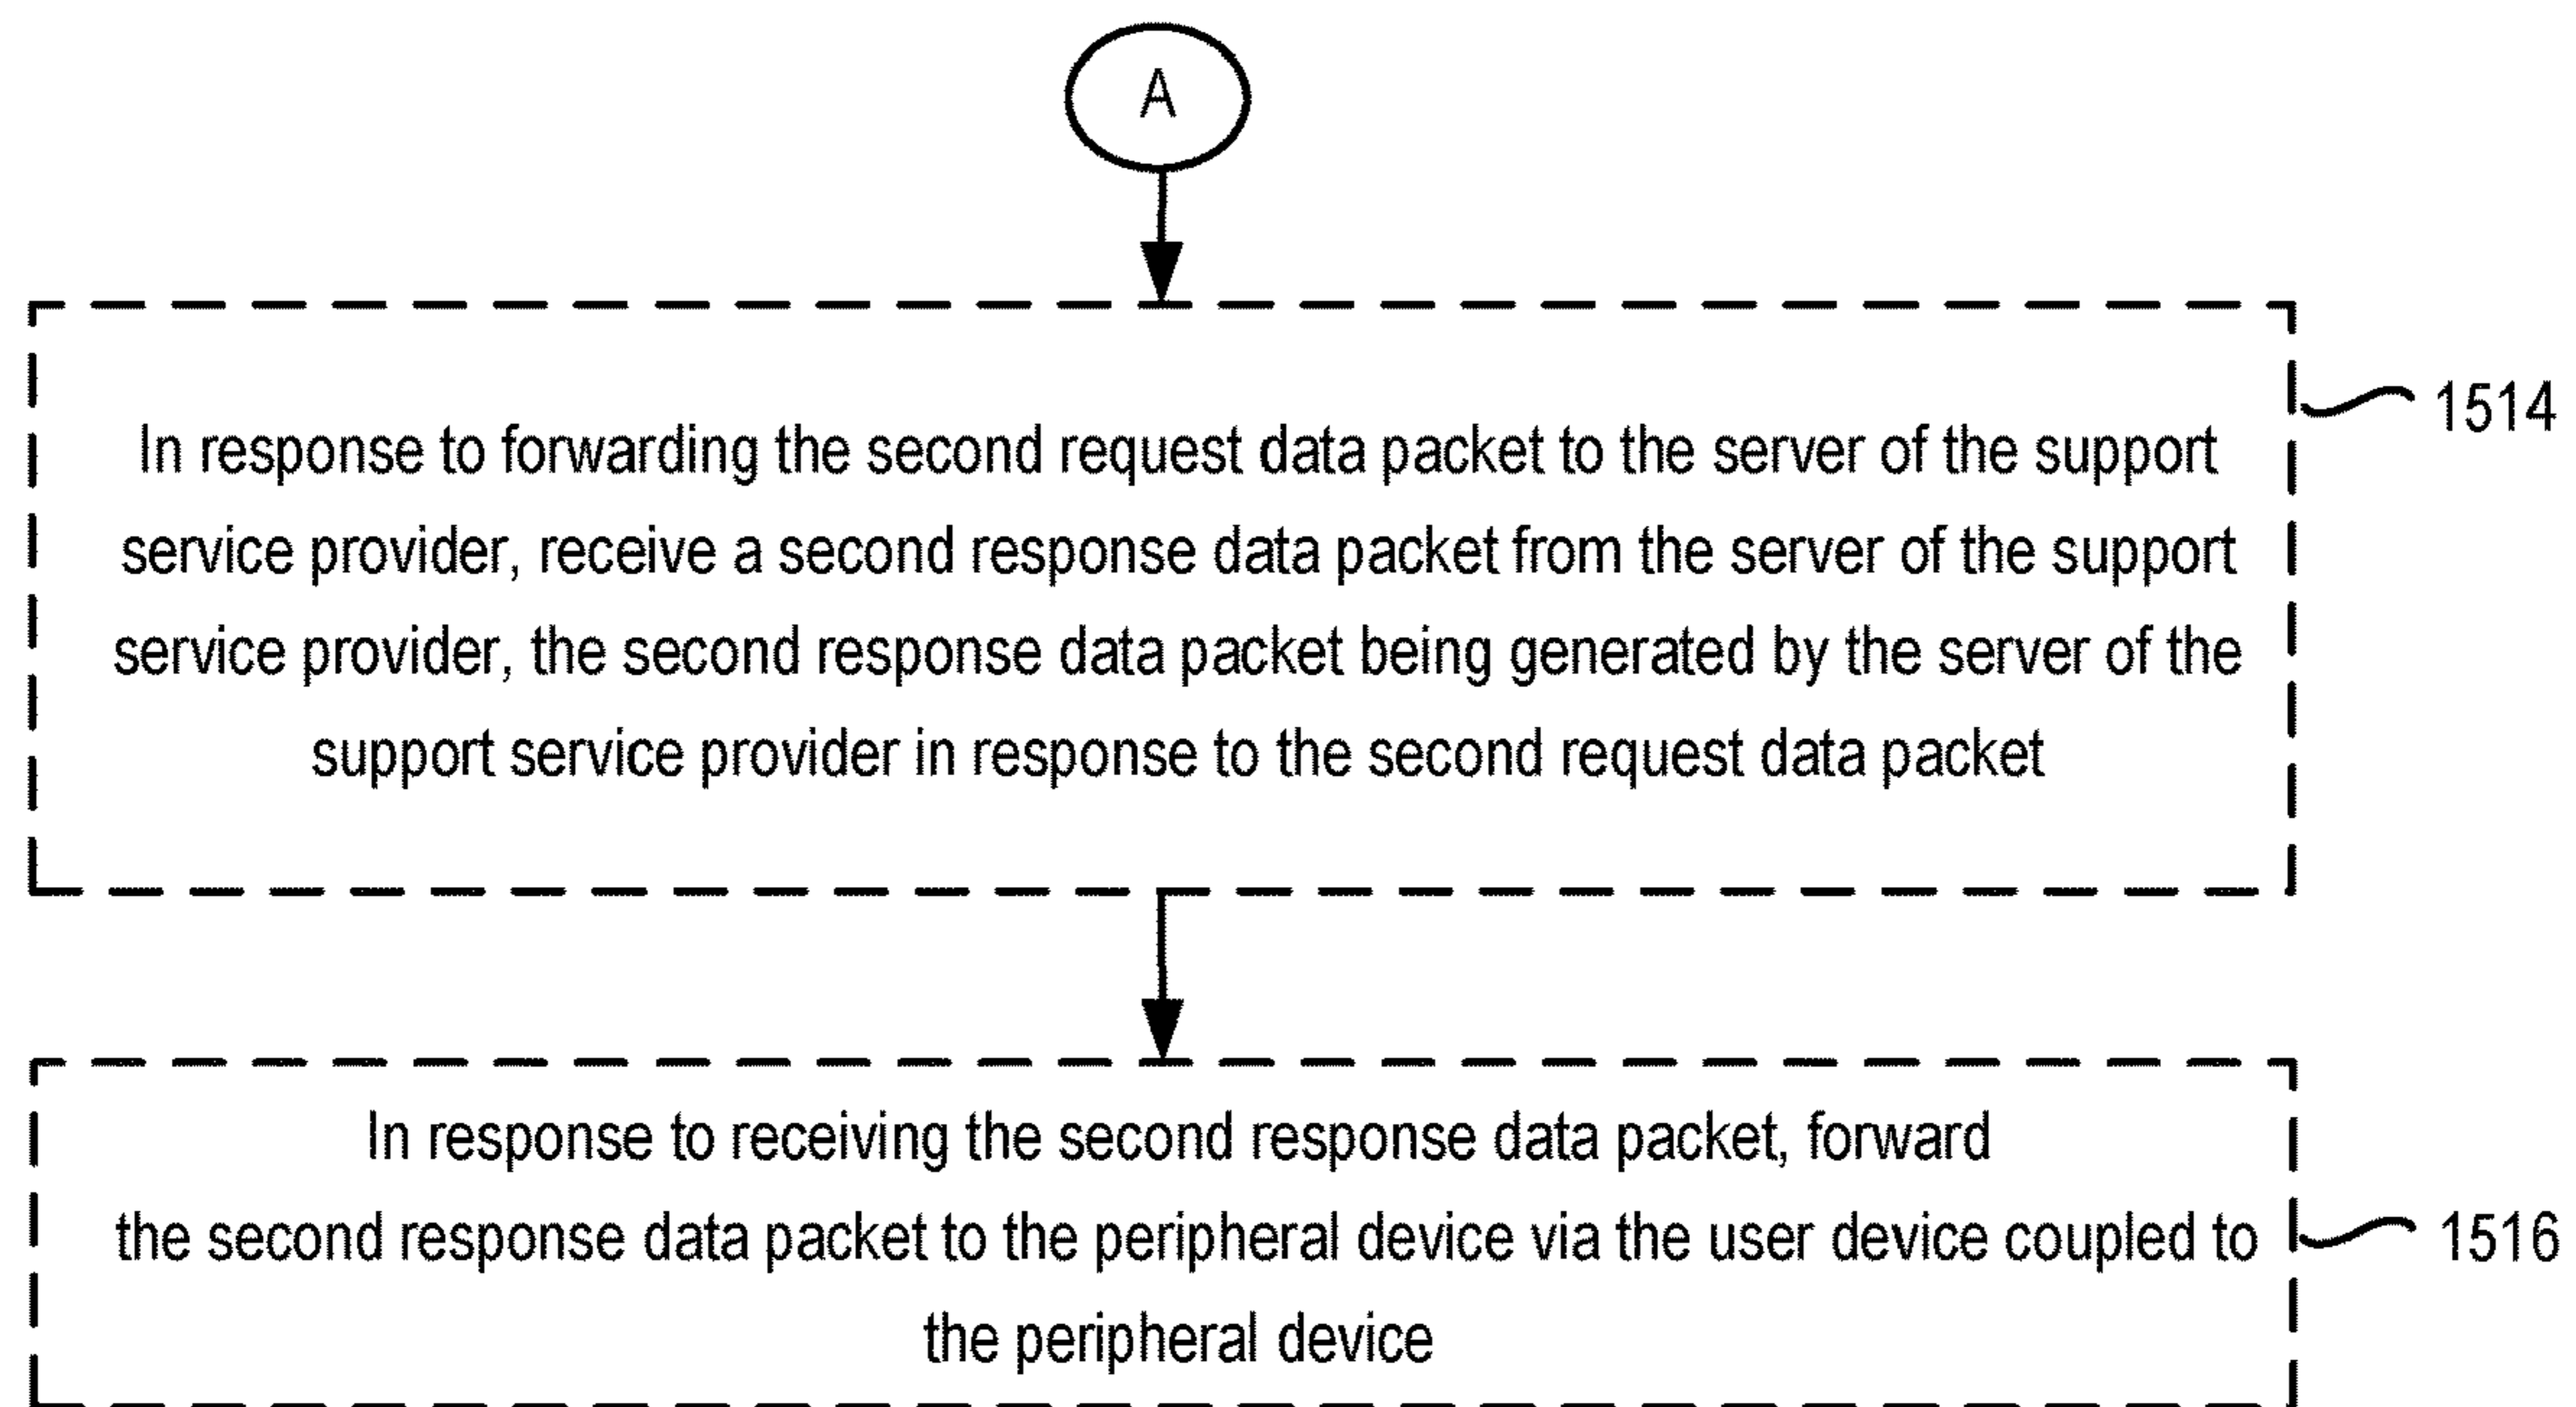 A
In response to forwarding the second request data packet to the server of the support
service provider, receive a second response data packet from the server of the support
service provider, the second response data packet being generated by the server of the
support service provider in response to the second request data packet
1514
In response to receiving the second response data packet, forward
the second response data packet to the peripheral device via the user device coupled to
the peripheral device
1516